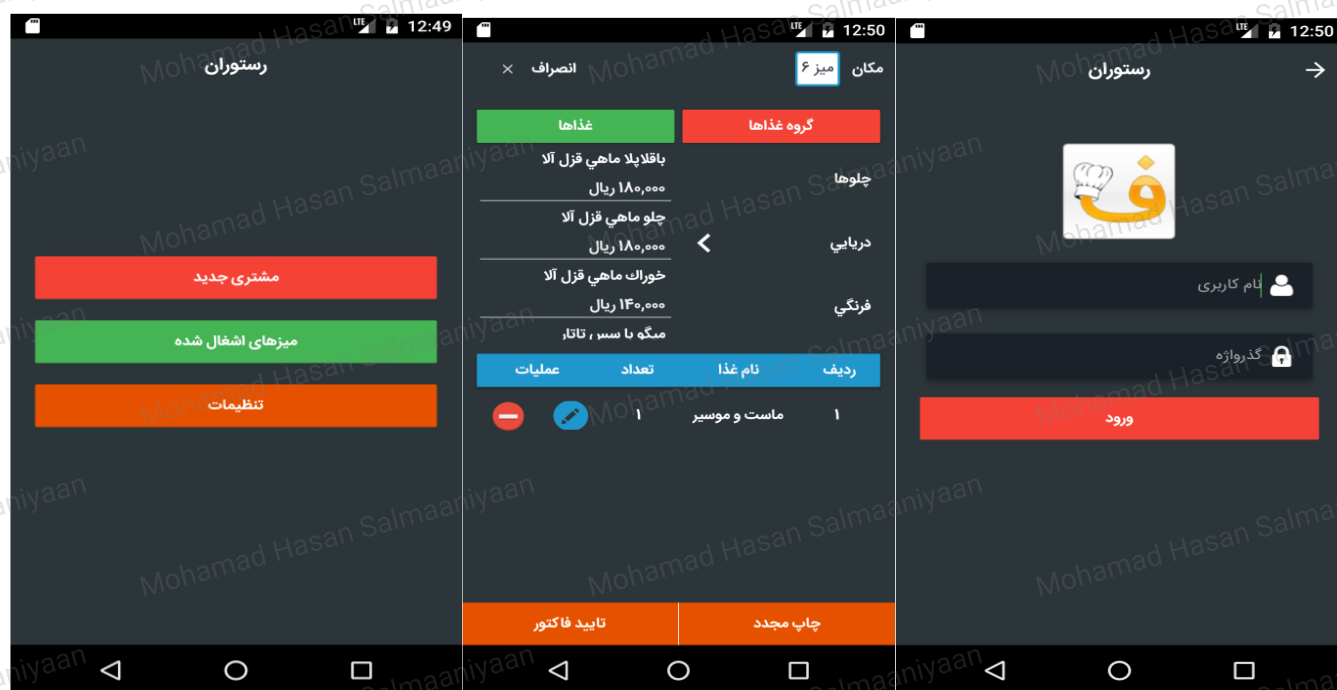 12:49
رستوران
مشتری جدید
میزهای اشغال شده
تنظیمات
12:50
مکان میز ۶ انصراف ×
گروه غذاها غذاها
چلوها
دريايي
فرنگي
باقلاپلا ماهي قزل آلا
۱۸۰,۰۰۰ ریال
چلو ماهي قزل آلا
۱۸۰,۰۰۰ ریال
خوراك ماهي قزل آلا
۱۴۰,۰۰۰ ریال
ميگو با سس تاتار
ردیف نام غذا تعداد عملیات
۱ ماست و موسیر ۱
چاپ مجدد تایید فاکتور
12:50
رستوران
ف
نام کاربری
گذرواژه
ورود
Mohamad Hasan Salmaaniyaan